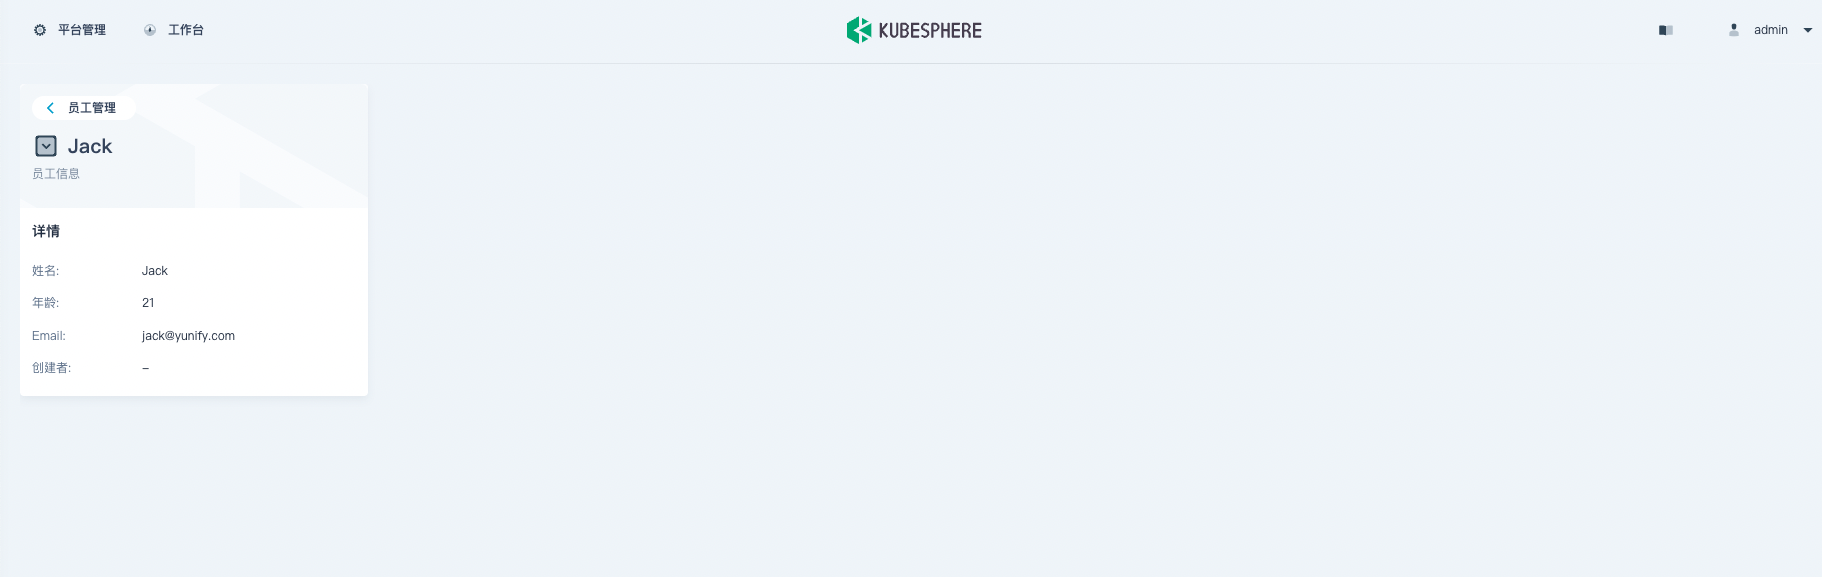 平台管理 工作台 KUBESPHERE admin
员工管理
Jack
员工信息
详情
姓名: Jack
年龄: 21
Email: jack@yunify.com
创建者: –